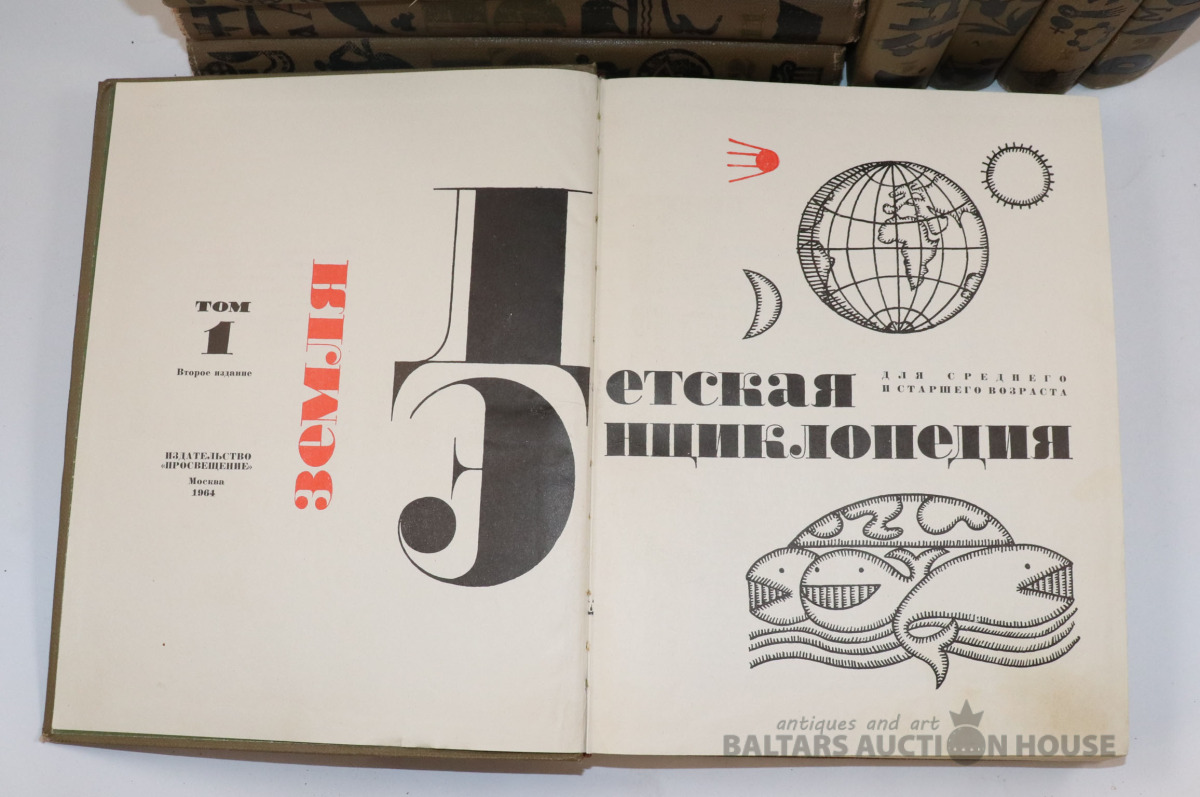 том
1
Второе издание
ИЗДАТЕЛЬСТВО
«ПРОСВЕЩЕНИЕ»
Москва
1964
земля
Детская
Энциклопедия
ДЛЯ СРЕДНЕГО
И СТАРШЕГО ВОЗРАСТА
antiques and art
BALTARS AUCTION HOUSE